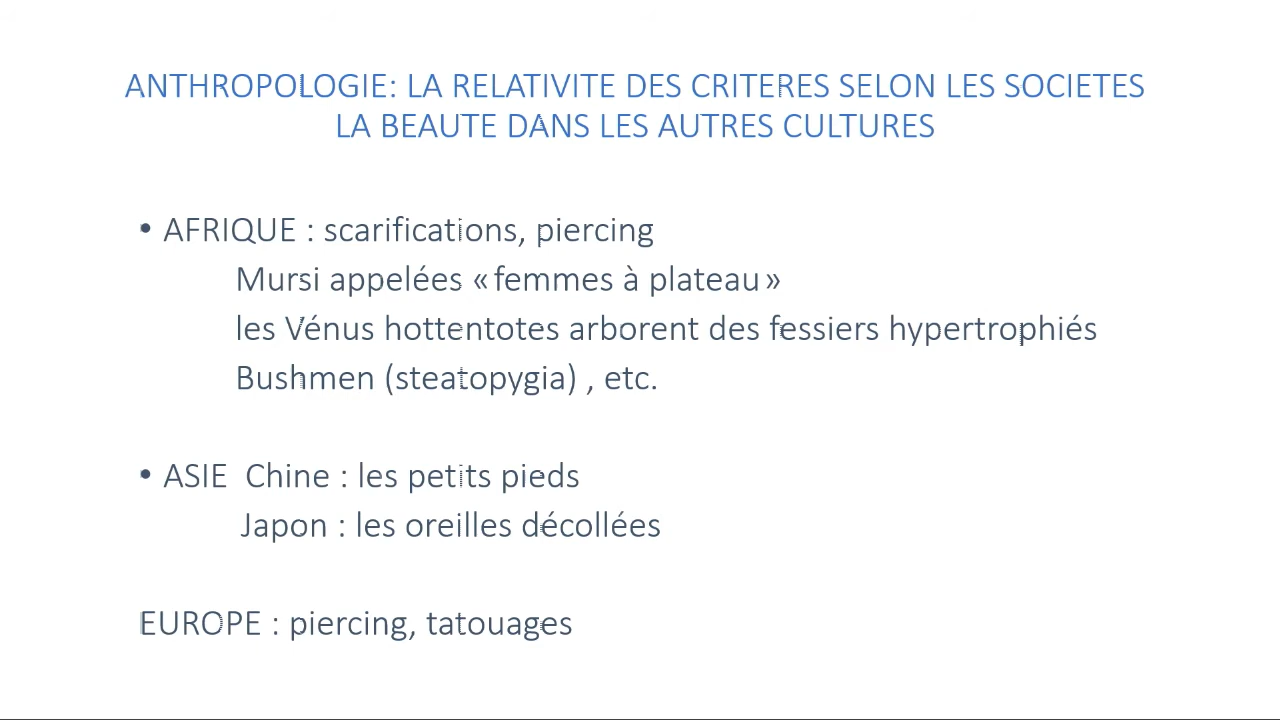 ANTHROPOLOGIE: LA RELATIVITE DES CRITERES SELON LES SOCIETES
LA BEAUTE DANS LES AUTRES CULTURES
• AFRIQUE : scarifications, piercing
Mursi appelées « femmes à plateau »
les Vénus hottentotes arborent des fessiers hypertrophiés
Bushmen (steatopygia) , etc.
• ASIE Chine : les petits pieds
Japon : les oreilles décollées
EUROPE : piercing, tatouages